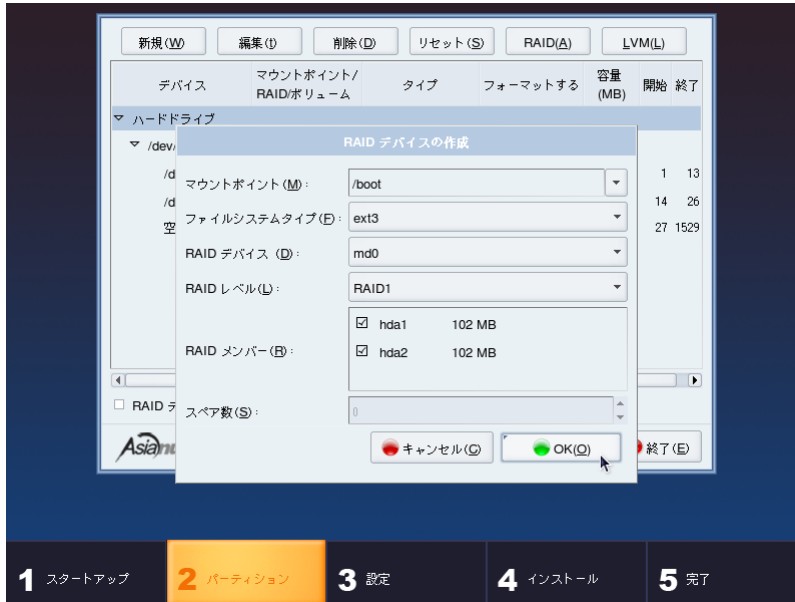 新規(W) 編集(t) 削除(D) リセット(S) RAID(A) LVM(L)
デバイス マウントポイント/ RAID/ボリューム タイプ フォーマットする 容量 (MB) 開始 終了
ハードドライブ
/dev/
/d 1 13
/d 14 26
空 27 1529
RAID デバイスの作成
マウントポイント(M): /boot
ファイルシステムタイプ(F): ext3
RAID デバイス (D): md0
RAID レベル(L): RAID1
RAID メンバー(R):
hda1 102 MB
hda2 102 MB
スペア数(S): 0
キャンセル(C) OK(O)
RAID デ
Asianu
終了(E)
1 スタートアップ 2 パーティション 3 設定 4 インストール 5 完了